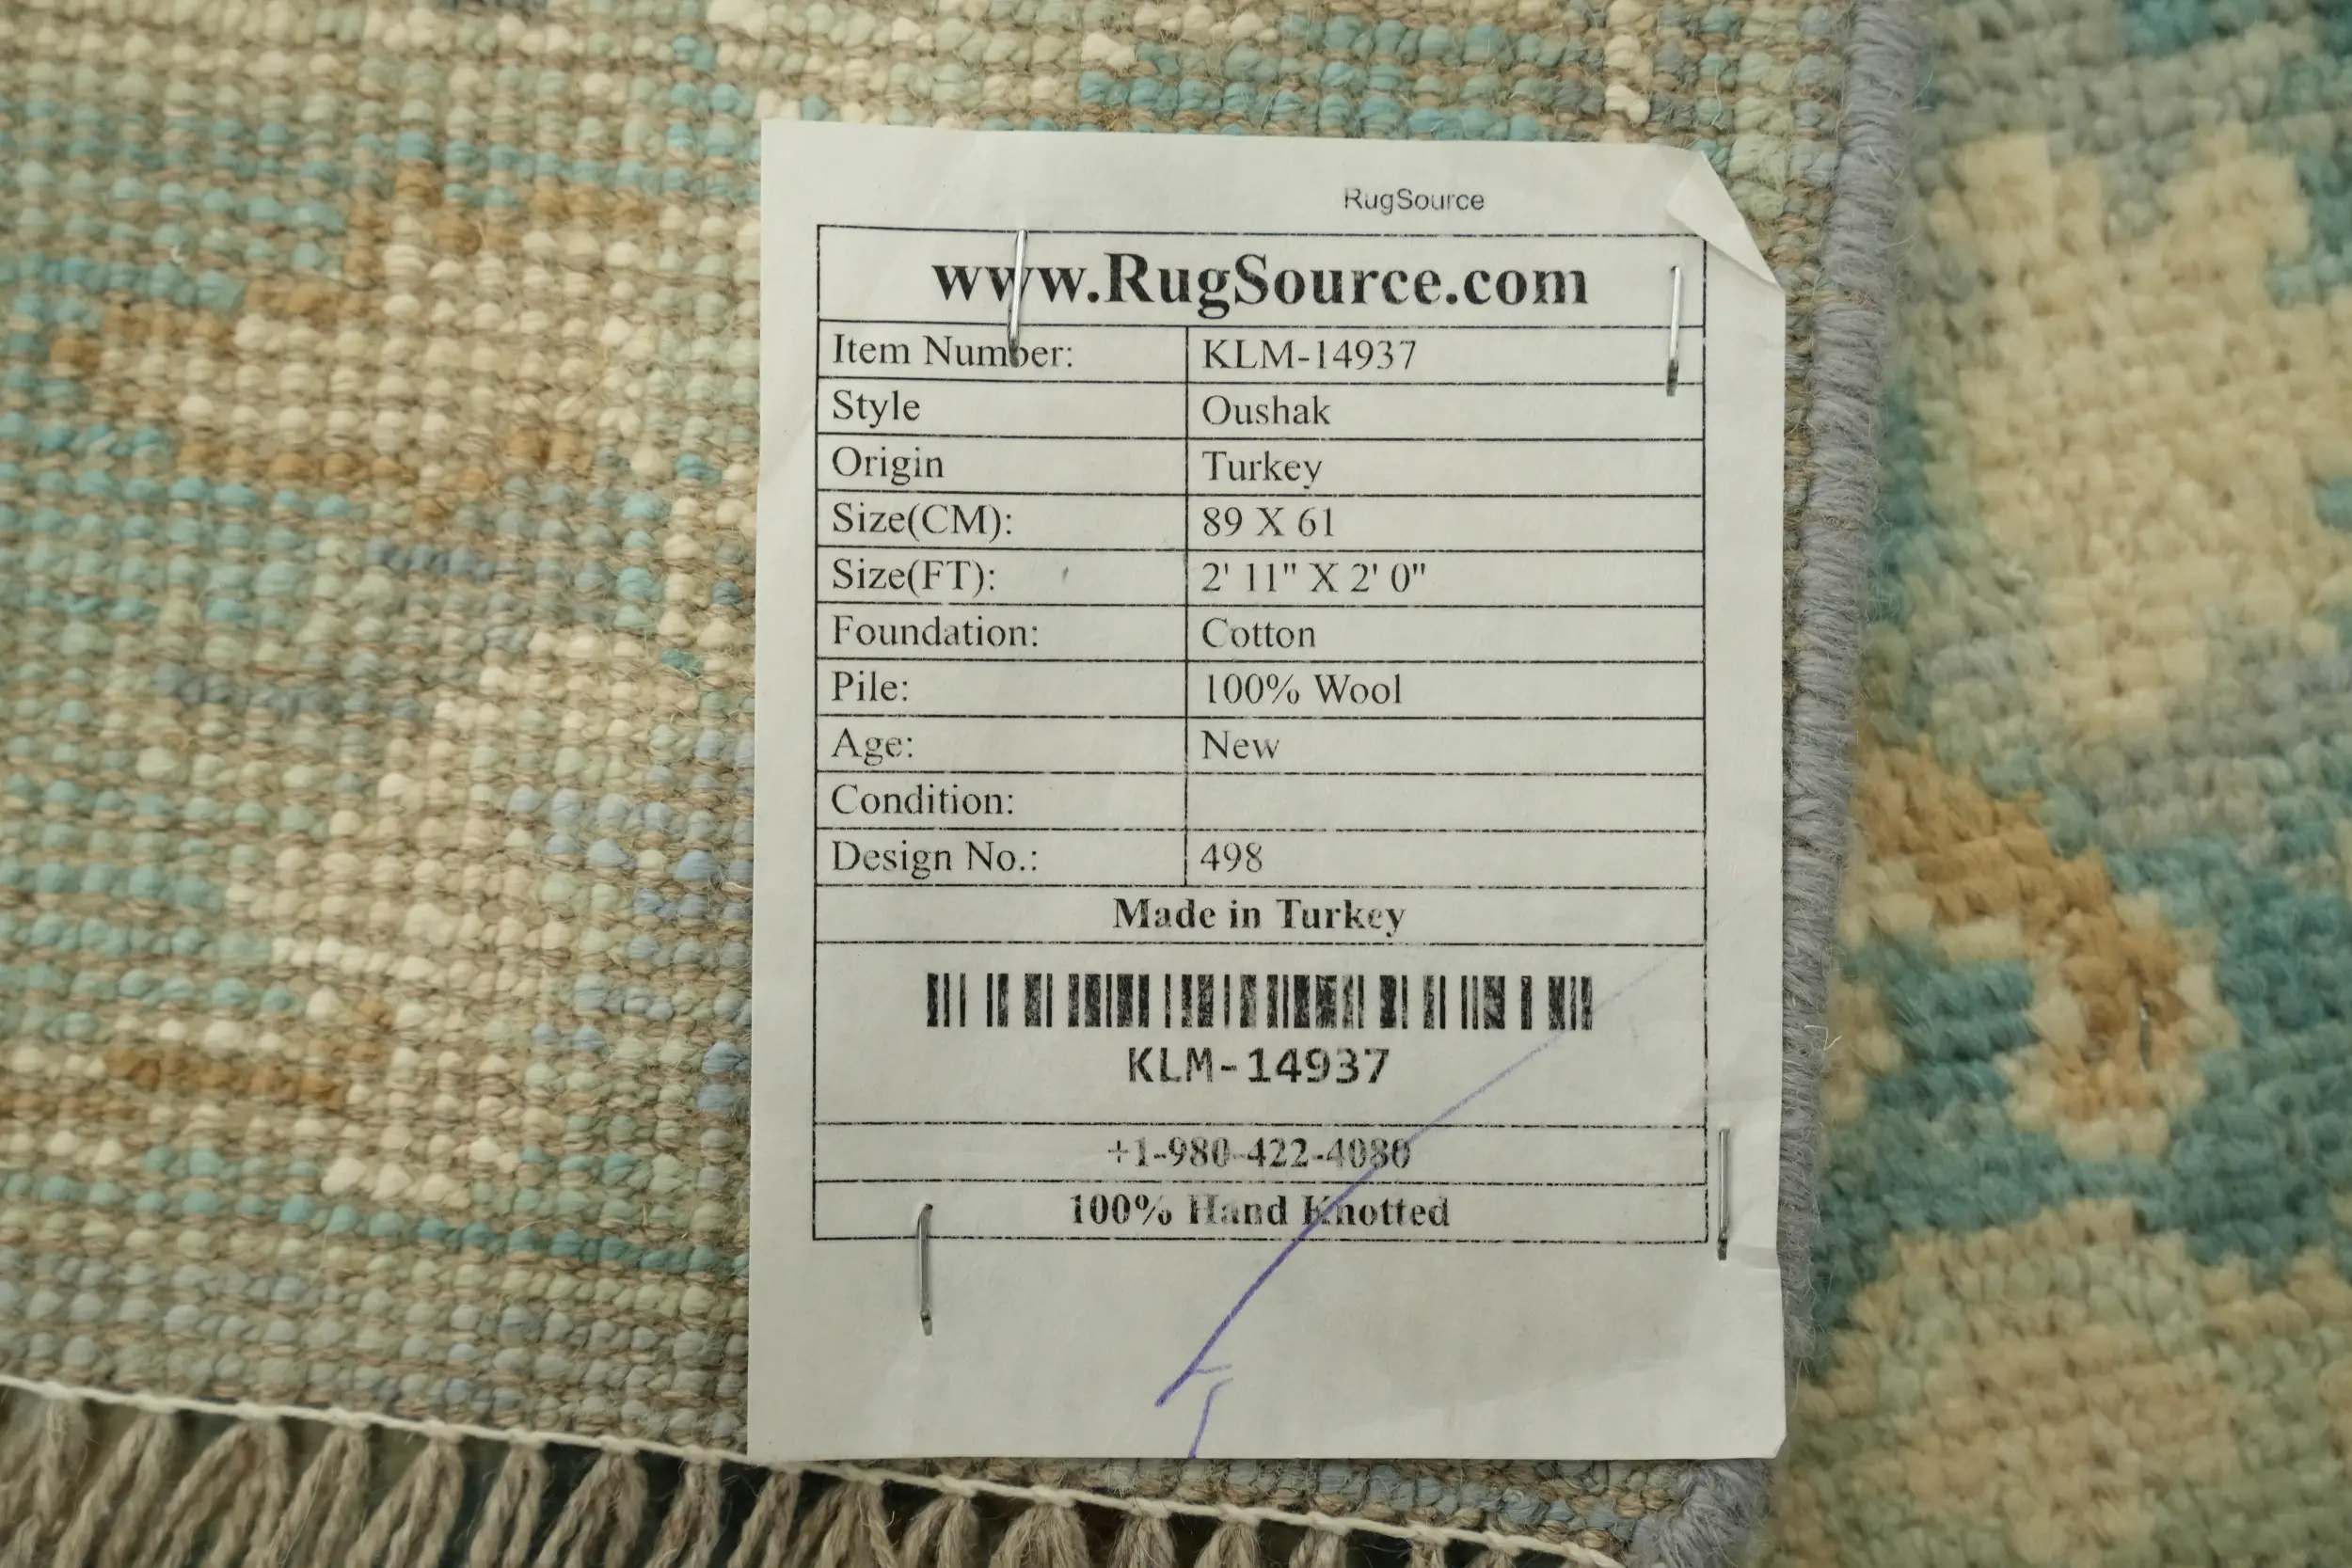 RugSource
www.RugSource.com
Item Number: KLM-14937
Style Oushak
Origin Turkey
Size(CM): 89 X 61
Size(FT): 2' 11" X 2' 0"
Foundation: Cotton
Pile: 100% Wool
Age: New
Condition:
Design No.: 498
Made in Turkey
KLM-14937
+1-980-422-4080
100% Hand Knotted